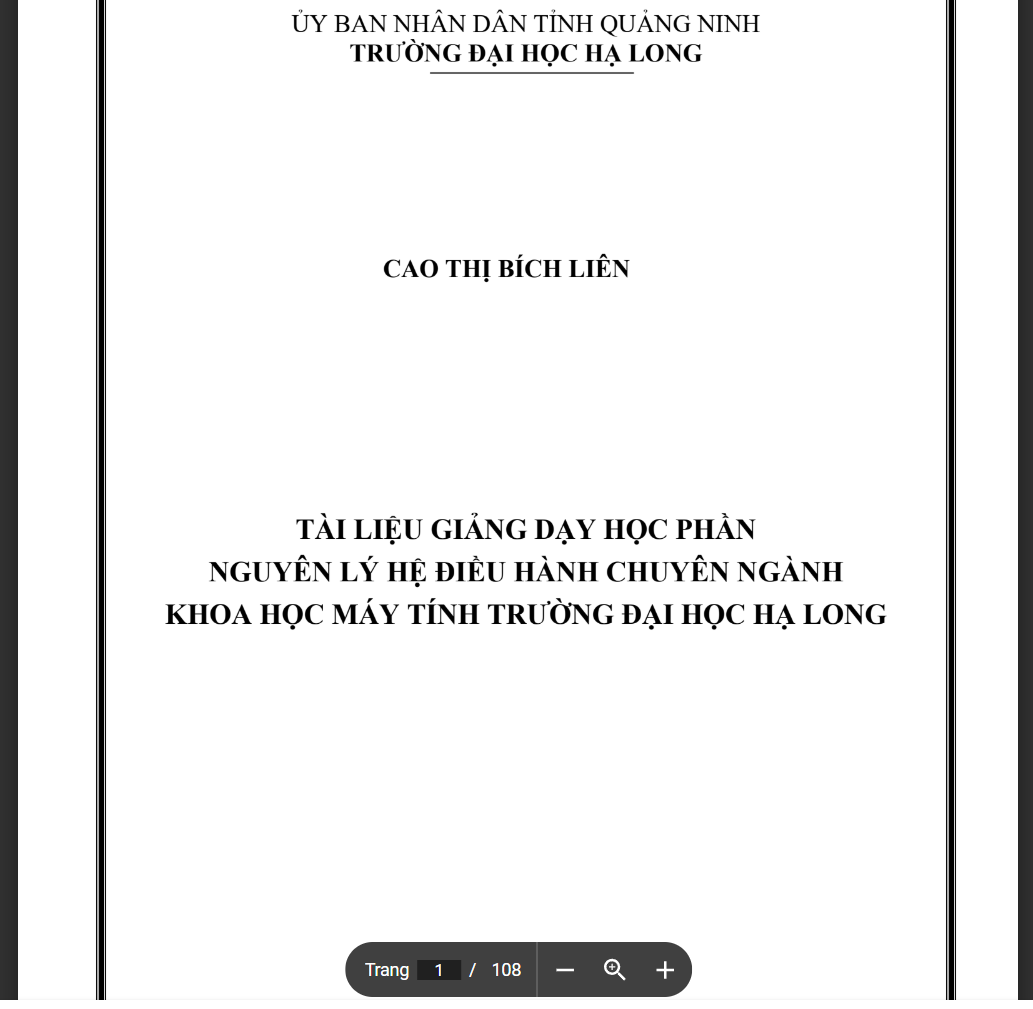 ỦY BAN NHÂN DÂN TỈNH QUẢNG NINH
TRƯỜNG ĐẠI HỌC HẠ LONG
CAO THỊ BÍCH LIÊN
TÀI LIỆU GIẢNG DẠY HỌC PHẦN
NGUYÊN LÝ HỆ ĐIỀU HÀNH CHUYÊN NGÀNH
KHOA HỌC MÁY TÍNH TRƯỜNG ĐẠI HỌC HẠ LONG
Trang 1 / 108